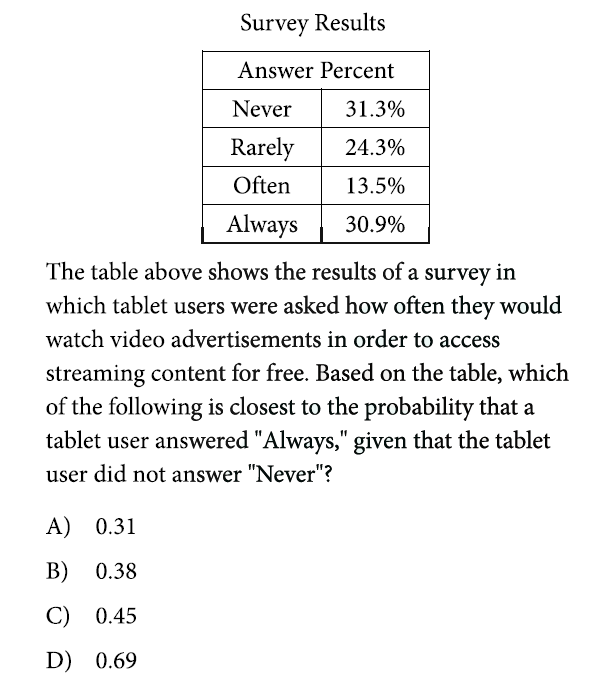 Survey Results
Answer Percent
Never 31.3%
Rarely 24.3%
Often 13.5%
Always 30.9%
The table above shows the results of a survey in
which tablet users were asked how often they would
watch video advertisements in order to access
streaming content for free. Based on the table, which
of the following is closest to the probability that a
tablet user answered "Always," given that the tablet
user did not answer "Never"?
A) 0.31
B) 0.38
C) 0.45
D) 0.69